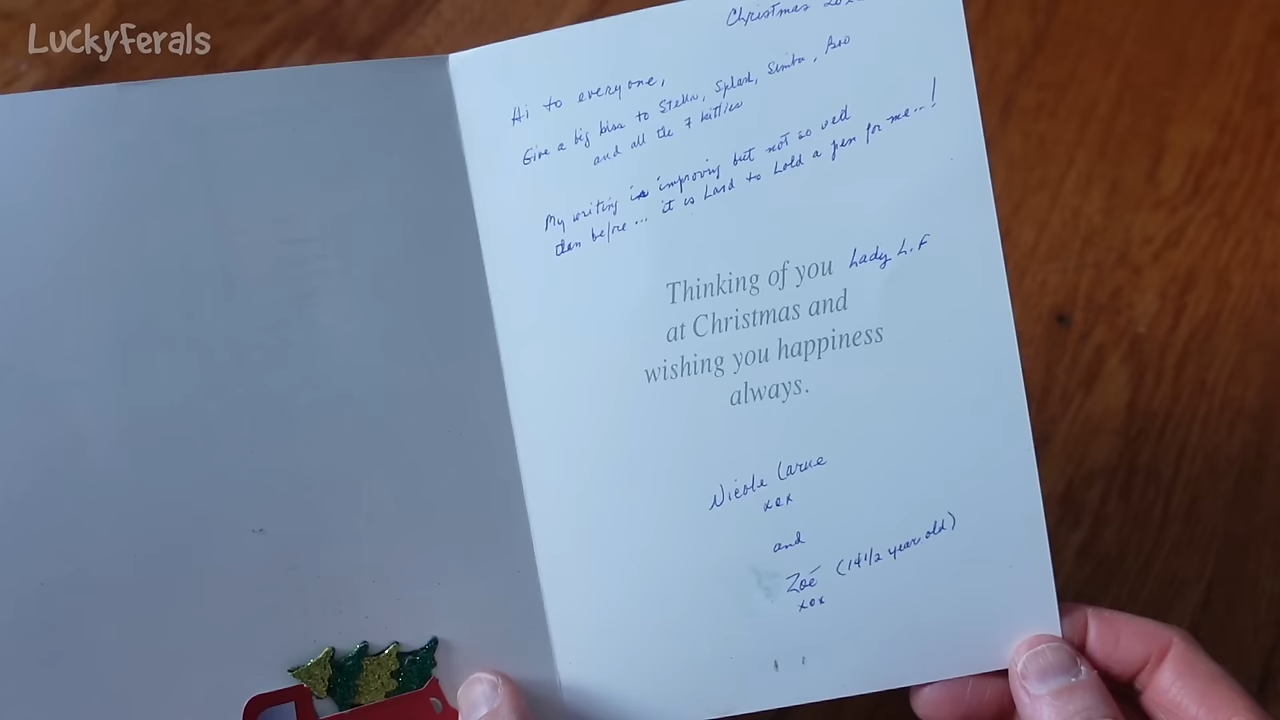 LuckyFerals
Christmas
Hi to everyone,
Give a big kiss to Stella, Splash, Simba, Boo
and all the 7 kitties
My writing is improving but not so
than before... it is hard to hold a pen for me...!
Thinking of you Lady L.F
at Christmas and
wishing you happiness
always.
Nicole Carue
xox
and
Zoé (14 1/2 year old)
xox